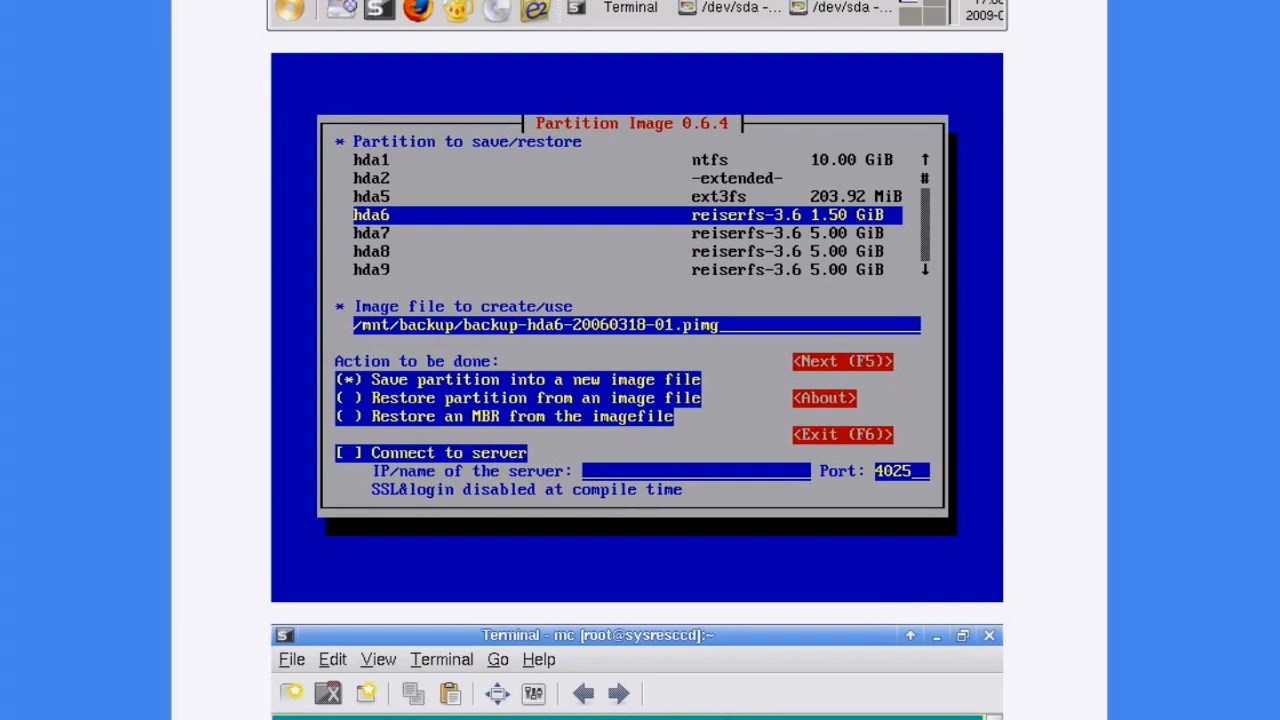 Terminal /dev/sda -... /dev/sda -...
Partition Image 0.6.4
* Partition to save/restore
hda1 ntfs 10.00 GiB ↑
hda2 -extended- #
hda5 ext3fs 203.92 MiB
hda6 reiserfs-3.6 1.50 GiB
hda7 reiserfs-3.6 5.00 GiB
hda8 reiserfs-3.6 5.00 GiB
hda9 reiserfs-3.6 5.00 GiB ↓
* Image file to create/use
/mnt/backup/backup-hda6-20060318-01.pimg
Action to be done: <Next (F5)>
(*) Save partition into a new image file
( ) Restore partition from an image file <About>
( ) Restore an MBR from the imagefile
<Exit (F6)>
[ ] Connect to server
IP/name of the server: Port: 4025
SSL&login disabled at compile time
Terminal - mc [root@sysresccd]:~
File Edit View Terminal Go Help